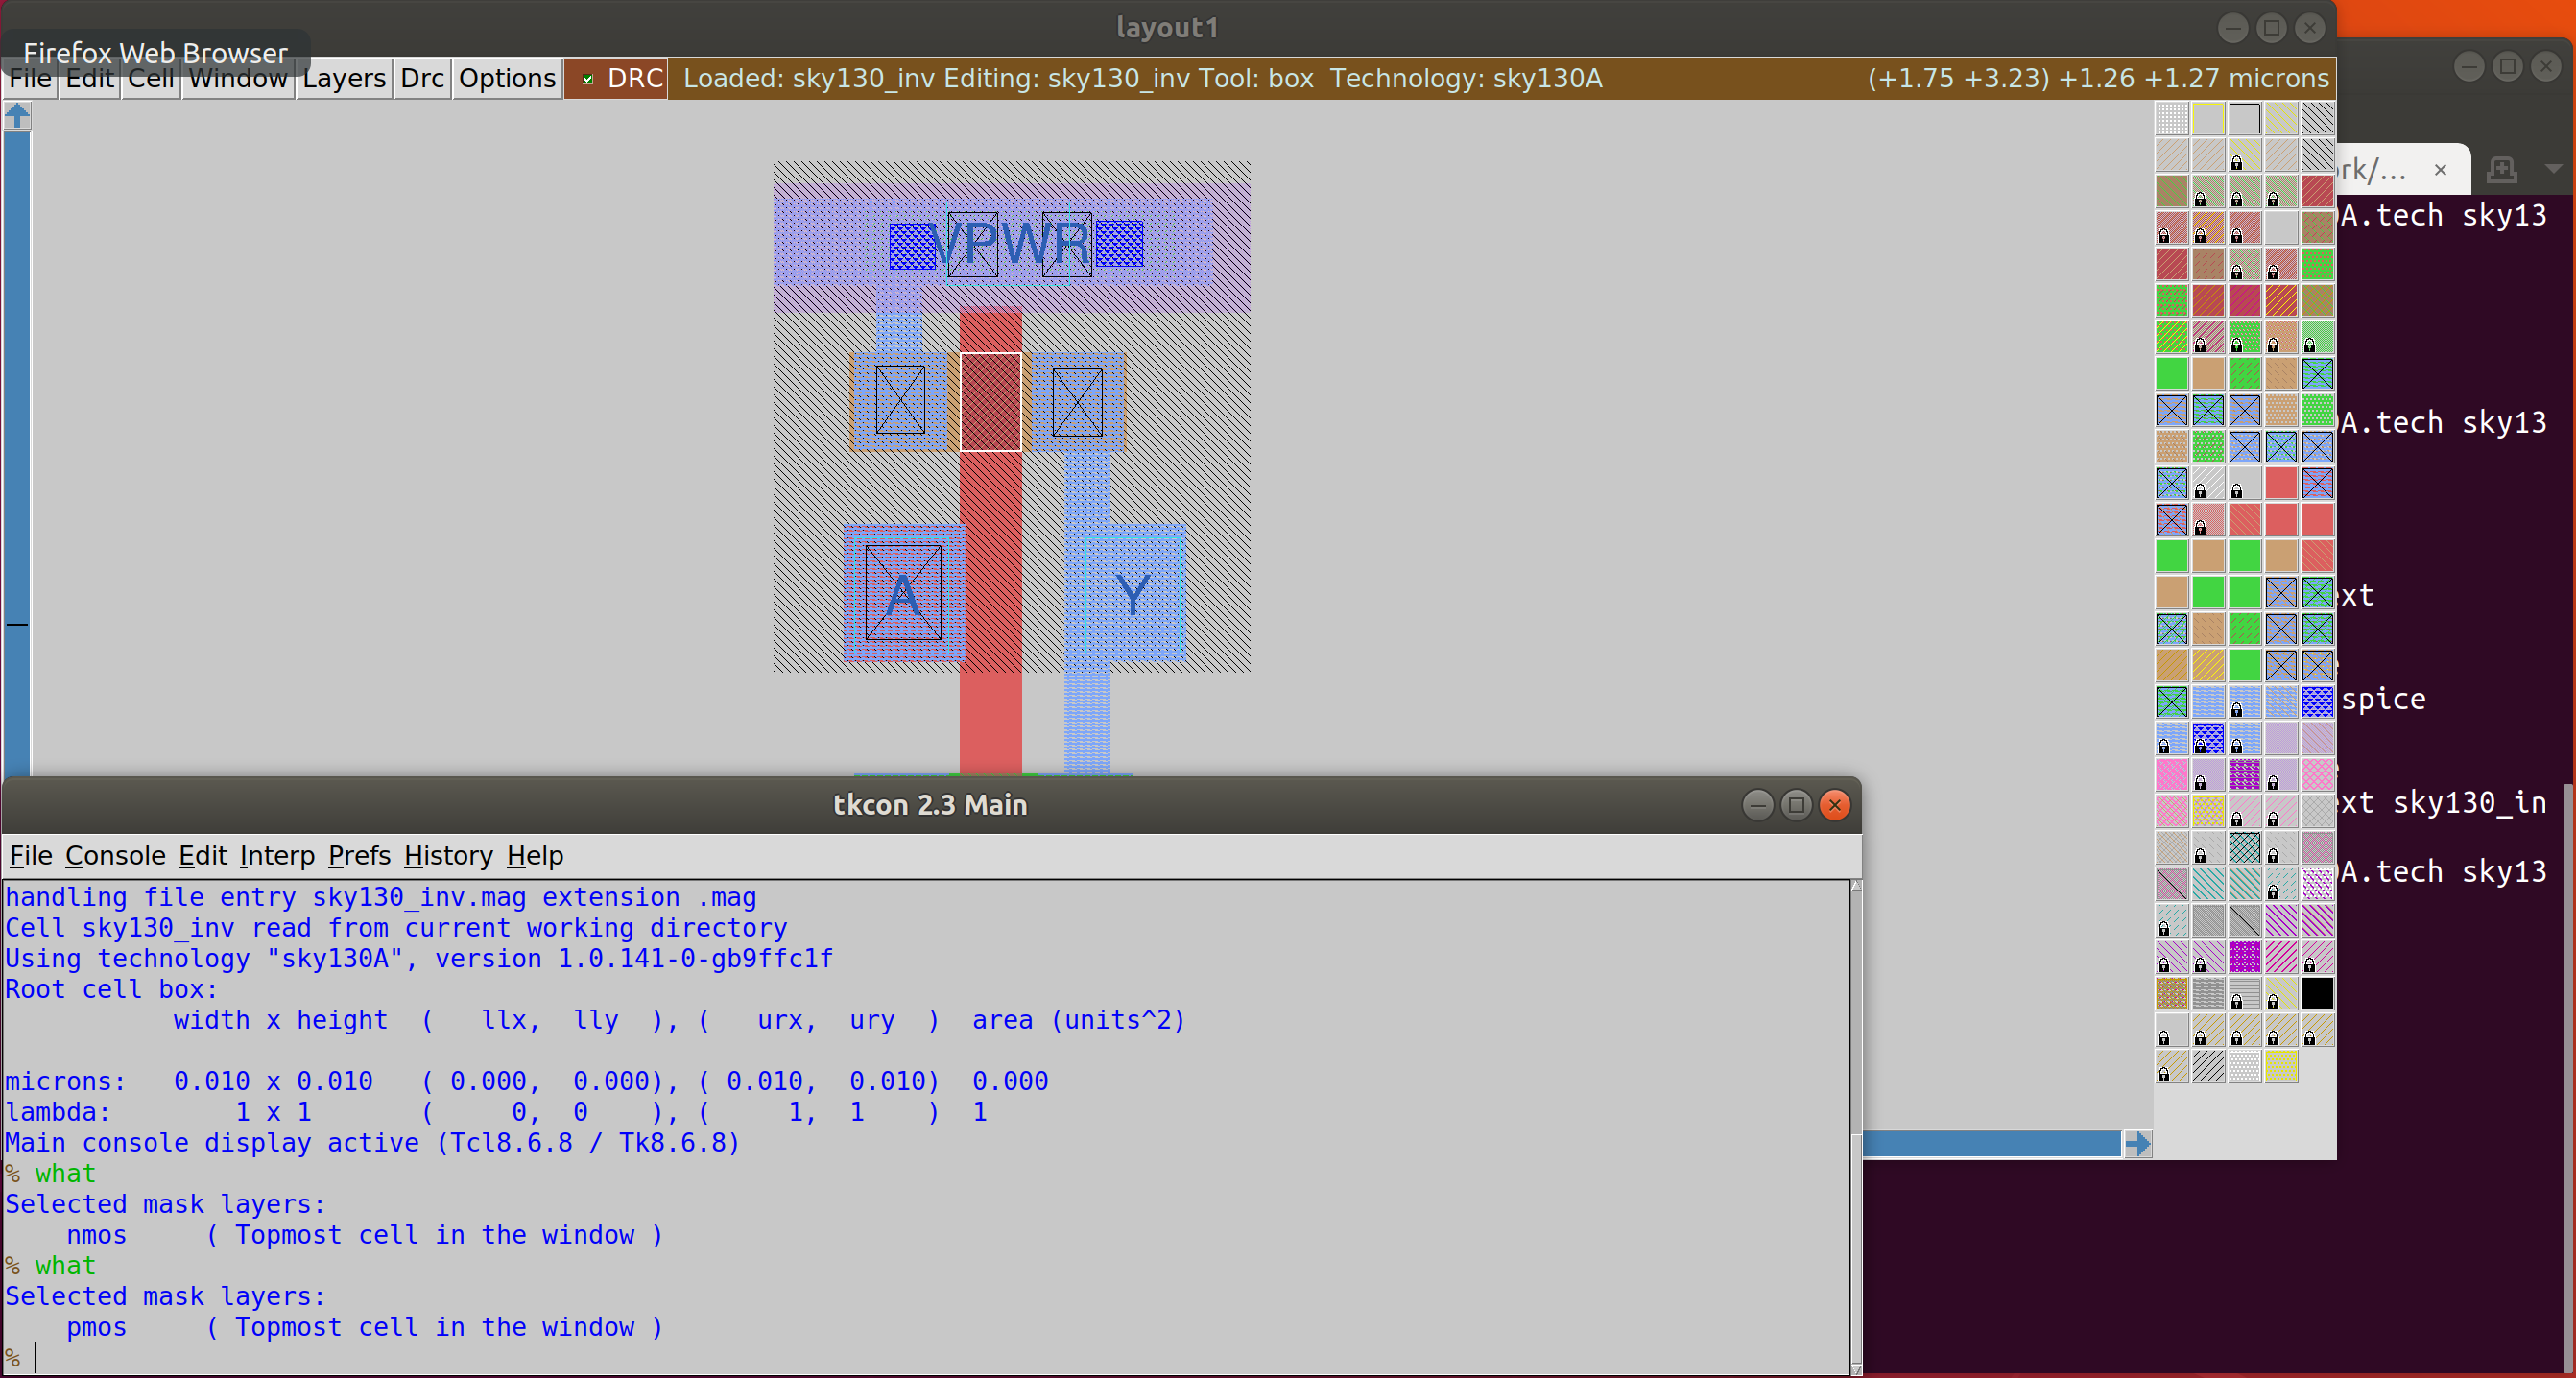 layout1
Firefox Web Browser
File Edit Cell Window Layers Drc Options DRC Loaded: sky130_inv Editing: sky130_inv Tool: box Technology: sky130A (+1.75 +3.23) +1.26 +1.27 microns
rk/...
A.tech sky13
VPWR
A.tech sky13
A Y
ext
spice
tkcon 2.3 Main
ext sky130_in
File Console Edit Interp Prefs History Help
A.tech sky13
handling file entry sky130_inv.mag extension .mag
Cell sky130_inv read from current working directory
Using technology "sky130A", version 1.0.141-0-gb9ffc1f
Root cell box:
width x height ( llx, lly ), ( urx, ury ) area (units^2)
microns: 0.010 x 0.010 ( 0.000, 0.000), ( 0.010, 0.010) 0.000
lambda: 1 x 1 ( 0, 0 ), ( 1, 1 ) 1
Main console display active (Tcl8.6.8 / Tk8.6.8)
% what
Selected mask layers:
nmos ( Topmost cell in the window )
% what
Selected mask layers:
pmos ( Topmost cell in the window )
%